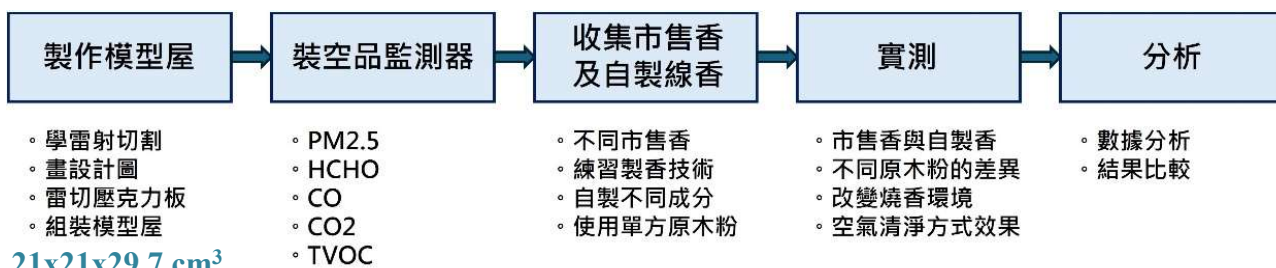 製作模型屋
裝空品監測器
收集市售香
及自製線香
實測
分析
◦ 學雷射切割
◦ 畫設計圖
◦ 雷切壓克力板
◦ 組裝模型屋
21x21x29.7 cm³
◦ PM2.5
◦ HCHO
◦ CO
◦ CO2
◦ TVOC
◦ 不同市售香
◦ 練習製香技術
◦ 自製不同成分
◦ 使用單方原木粉
◦ 市售香與自製香
◦ 不同原木粉的差異
◦ 改變燒香環境
◦ 空氣清淨方式效果
◦ 數據分析
◦ 結果比較